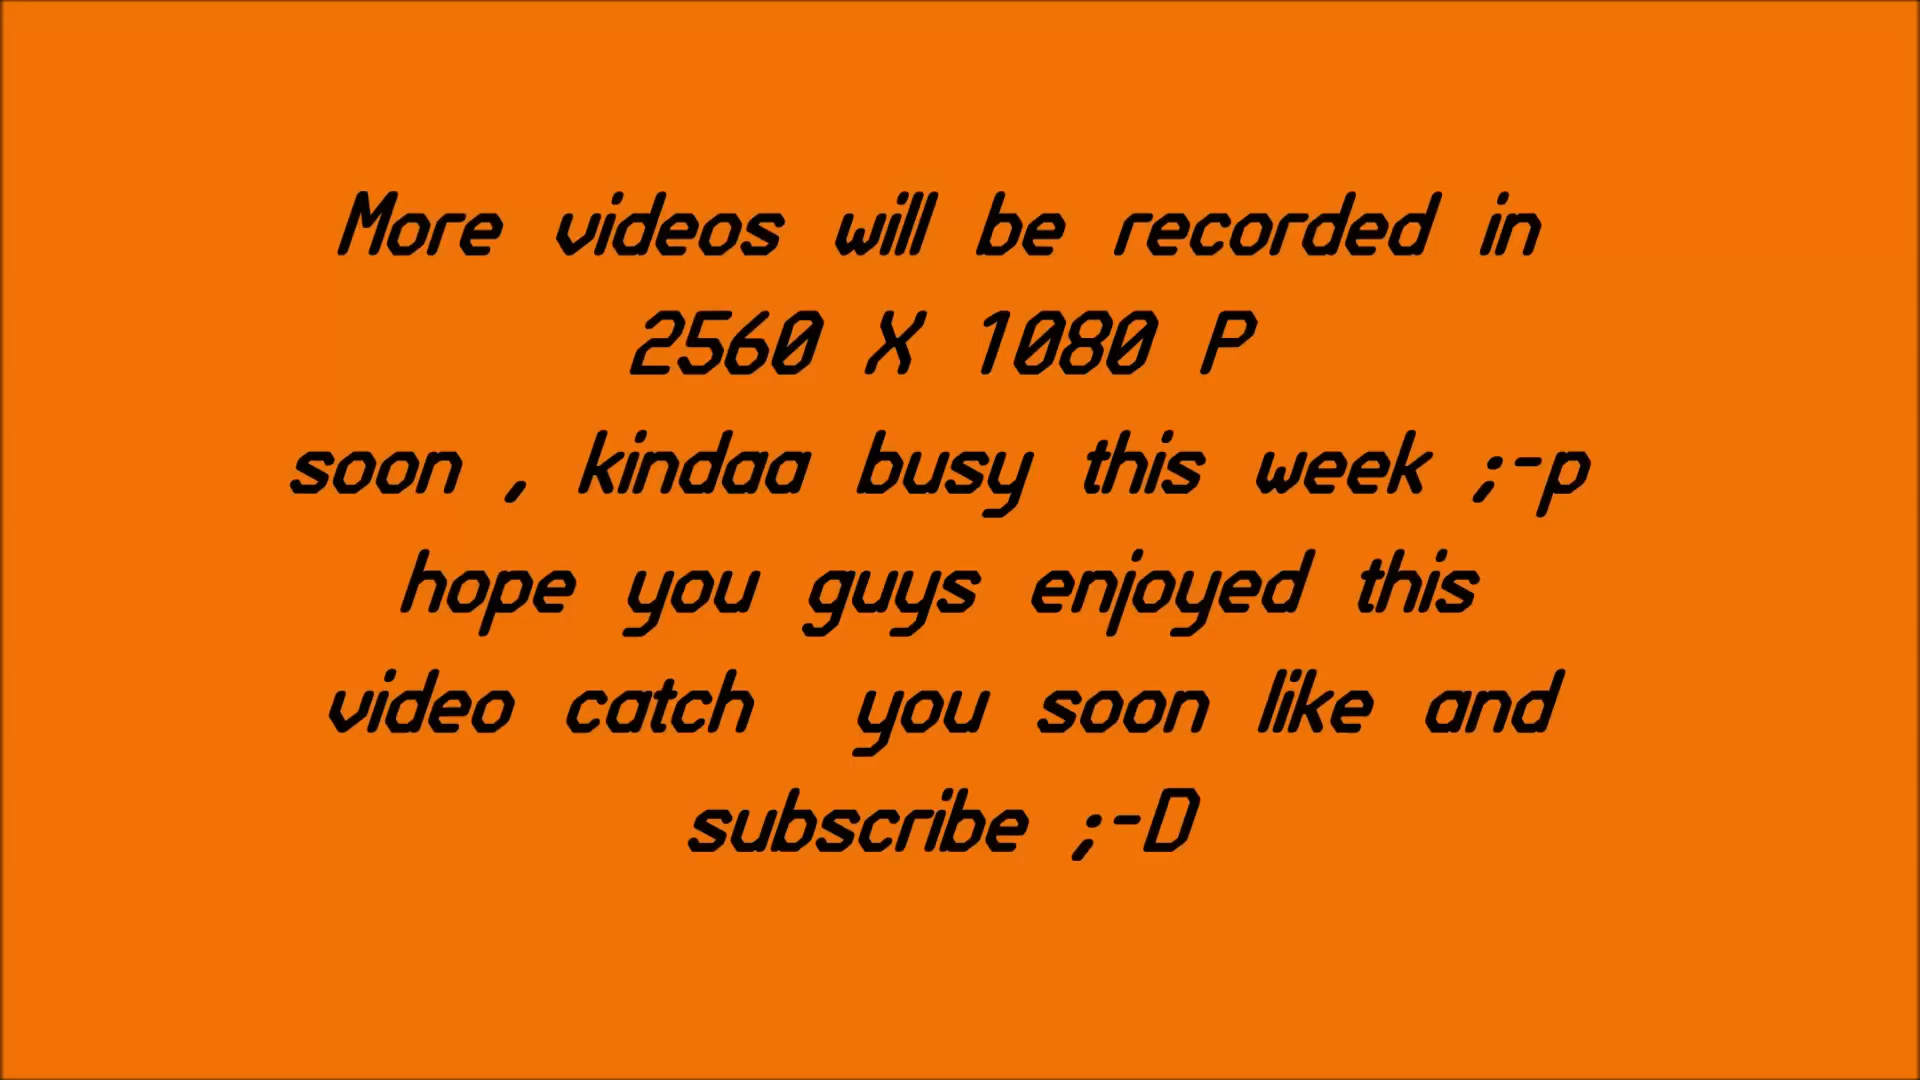 More videos will be recorded in
2560 X 1080 P
soon , kindaa busy this week ;-p
hope you guys enjoyed this
video catch  you soon like and
subscribe ;-D